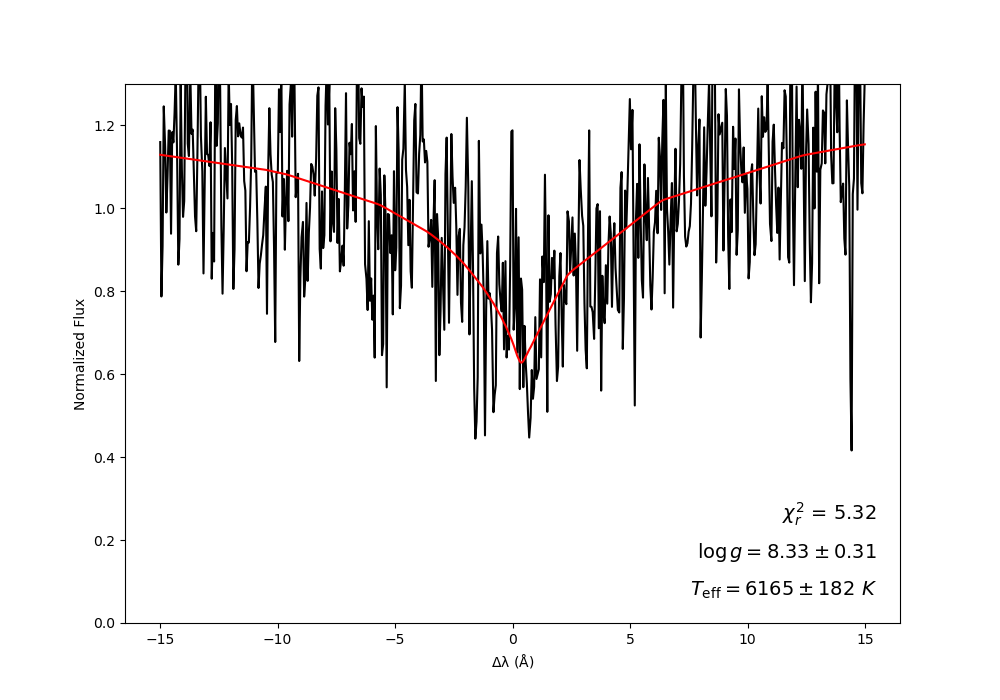 1.2
1.0
0.8
0.6
0.4
0.2
0.0
Normalized Flux
χ²ᵣ = 5.32
log g = 8.33 ± 0.31
T_eff = 6165 ± 182 K
−15 −10 −5 0 5 10 15
Δλ (Å)